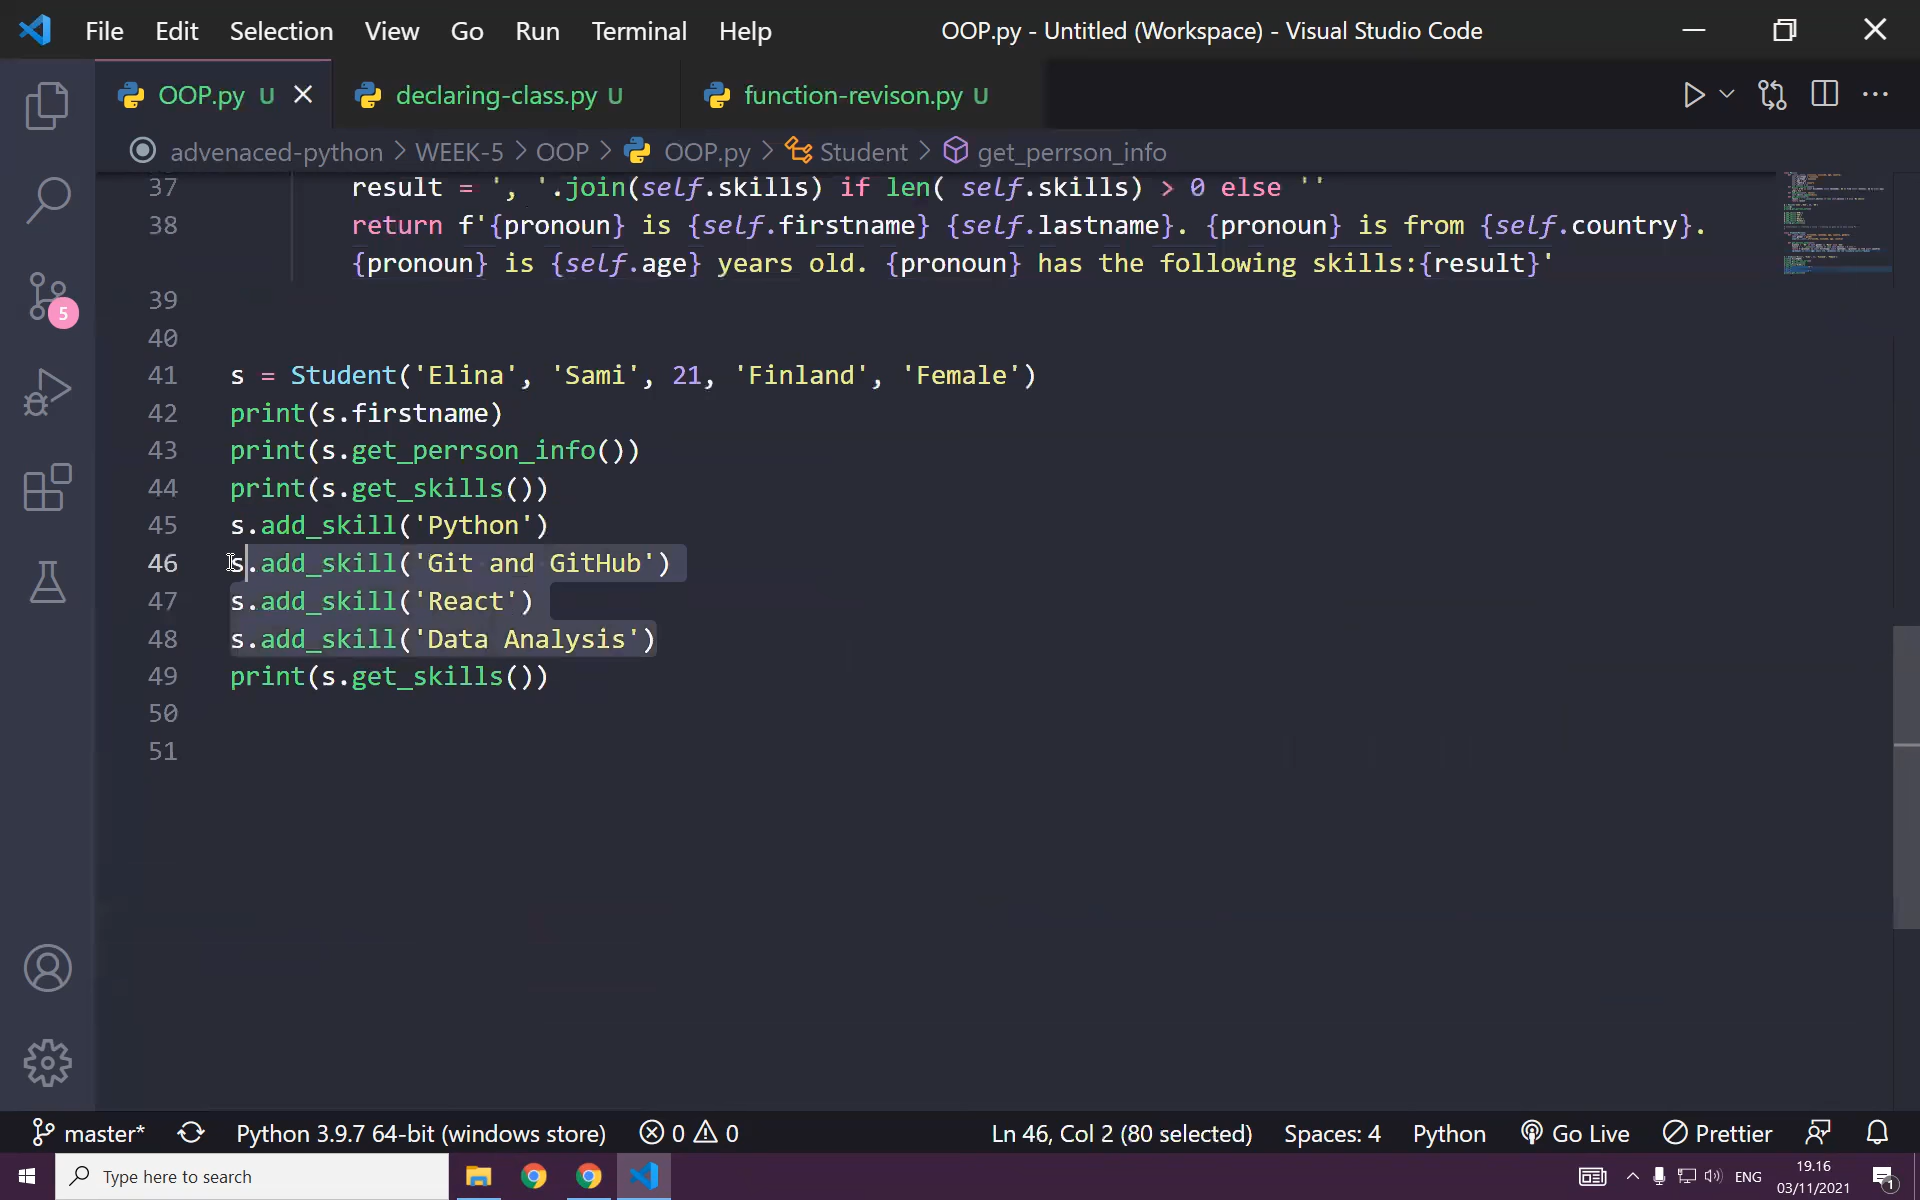 File Edit Selection View Go Run Terminal Help OOP.py - Untitled (Workspace) - Visual Studio Code
OOP.py U declaring-class.py U function-revison.py U
advenaced-python > WEEK-5 > OOP > OOP.py > Student > get_perrson_info
37 result = ', '.join(self.skills) if len( self.skills) > 0 else ''
38 return f'{pronoun} is {self.firstname} {self.lastname}. {pronoun} is from {self.country}.
{pronoun} is {self.age} years old. {pronoun} has the following skills:{result}'
39
40
41 s = Student('Elina', 'Sami', 21, 'Finland', 'Female')
42 print(s.firstname)
43 print(s.get_perrson_info())
44 print(s.get_skills())
45 s.add_skill('Python')
46 s.add_skill('Git and GitHub')
47 s.add_skill('React')
48 s.add_skill('Data Analysis')
49 print(s.get_skills())
50
51
5
master* Python 3.9.7 64-bit (windows store) 0 0 Ln 46, Col 2 (80 selected) Spaces: 4 Python Go Live Prettier
Type here to search ENG 19.16
03/11/2021 1